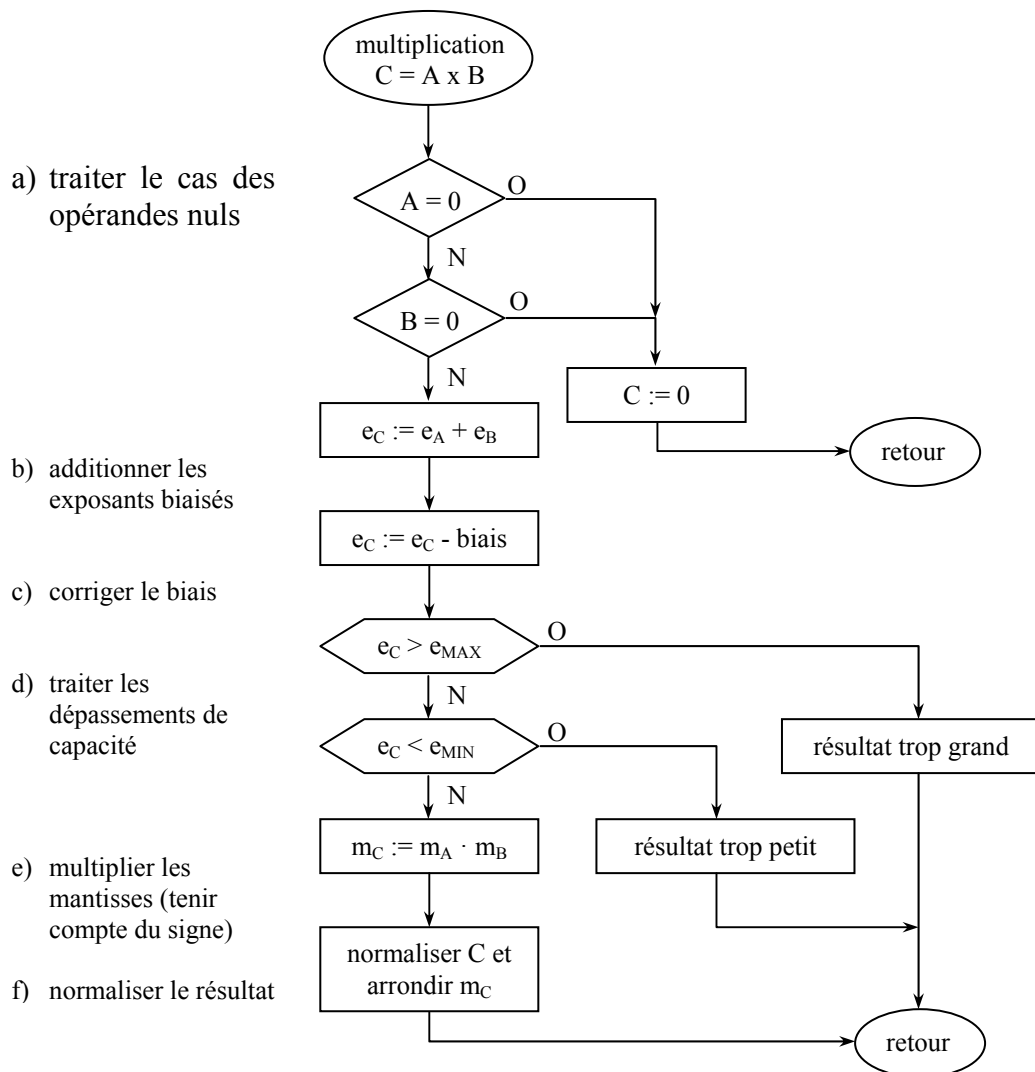 multiplication
C = A x B
a) traiter le cas des
opérandes nuls
A = 0
O
N
B = 0
O
N
C := 0
e_C := e_A + e_B
retour
b) additionner les
exposants biaisés
e_C := e_C - biais
c) corriger le biais
e_C > e_MAX
O
N
d) traiter les
dépassements de
capacité
e_C < e_MIN
O
N
résultat trop grand
m_C := m_A · m_B
résultat trop petit
e) multiplier les
mantisses (tenir
compte du signe)
normaliser C et
arrondir m_C
f) normaliser le résultat
retour